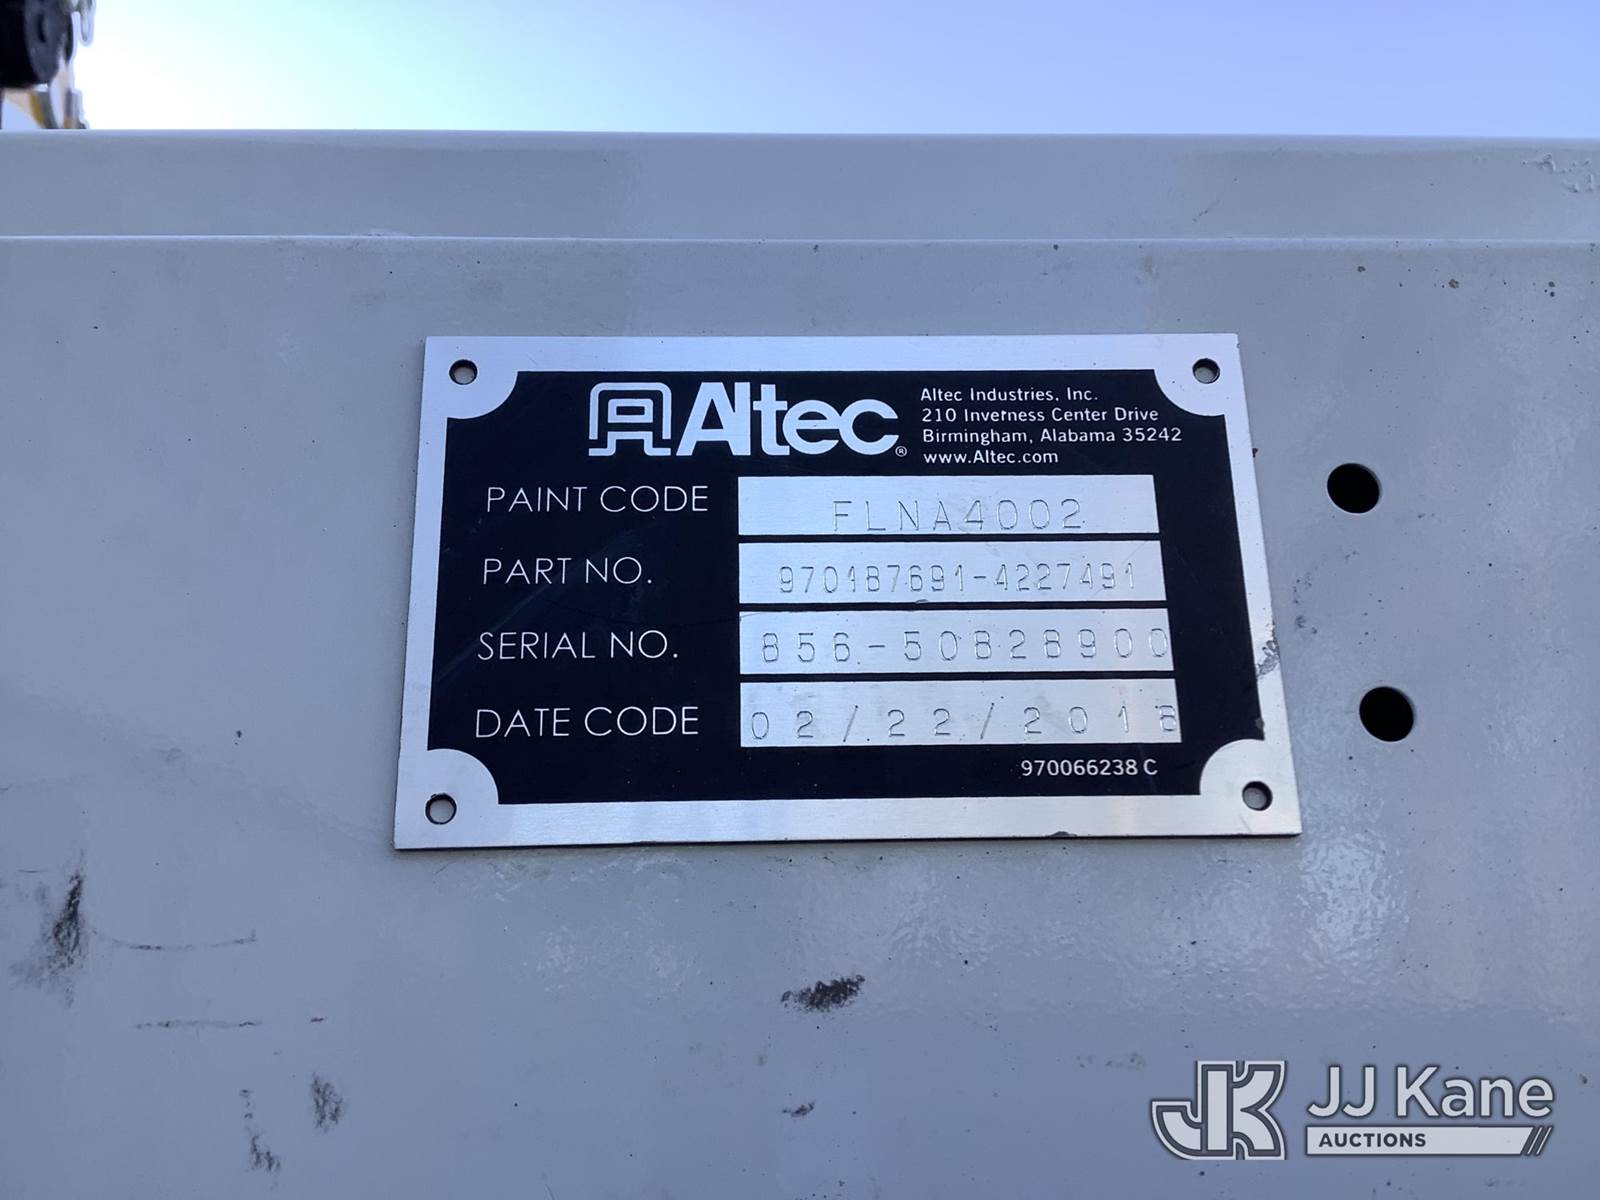 Altec®
Altec Industries, Inc.
210 Inverness Center Drive
Birmingham, Alabama 35242
www.Altec.com
PAINT CODE FLNA4002
PART NO. 970187691-4227491
SERIAL NO. 856-50828900
DATE CODE 02/22/2018
970066238 C
JK JJ Kane
AUCTIONS